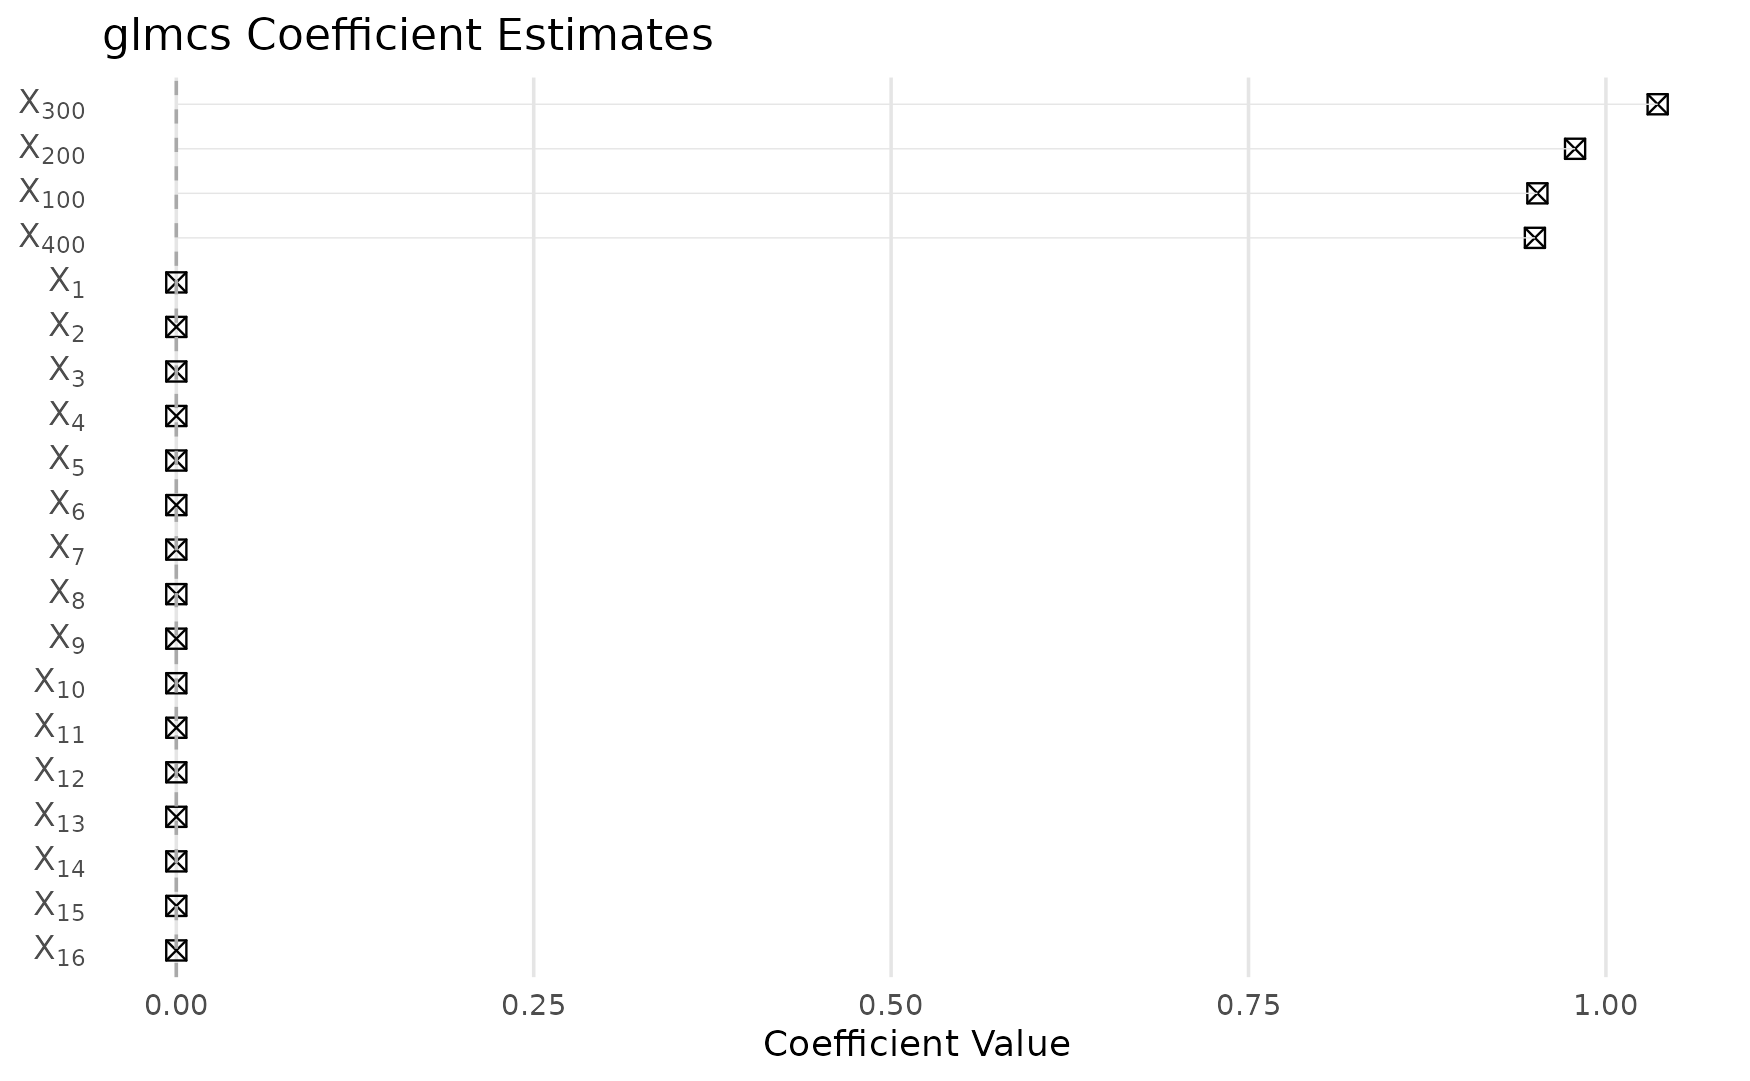 glmcs Coefficient Estimates
X₃₀₀
X₂₀₀
X₁₀₀
X₄₀₀
X₁
X₂
X₃
X₄
X₅
X₆
X₇
X₈
X₉
X₁₀
X₁₁
X₁₂
X₁₃
X₁₄
X₁₅
X₁₆
0.00 0.25 0.50 0.75 1.00
Coefficient Value